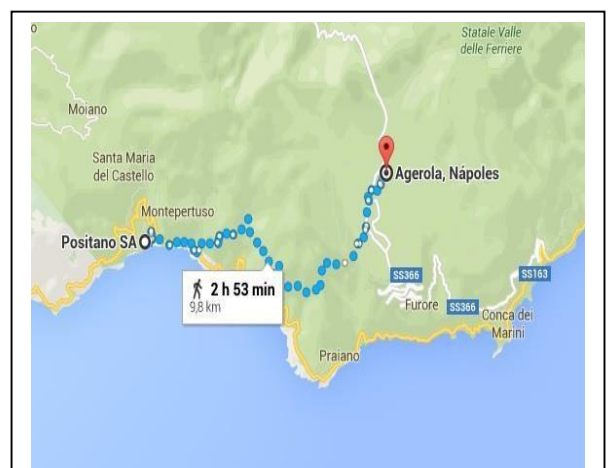 o
Statale Valle
delle Ferriere
Moiano
Santa Maria
del Castello
Agerola, Nápoles
Montepertuso
Positano SA
2 h 53 min
9,8 km
SS366
SS163
Furore
SS366
Conca dei
Marini
Praiano